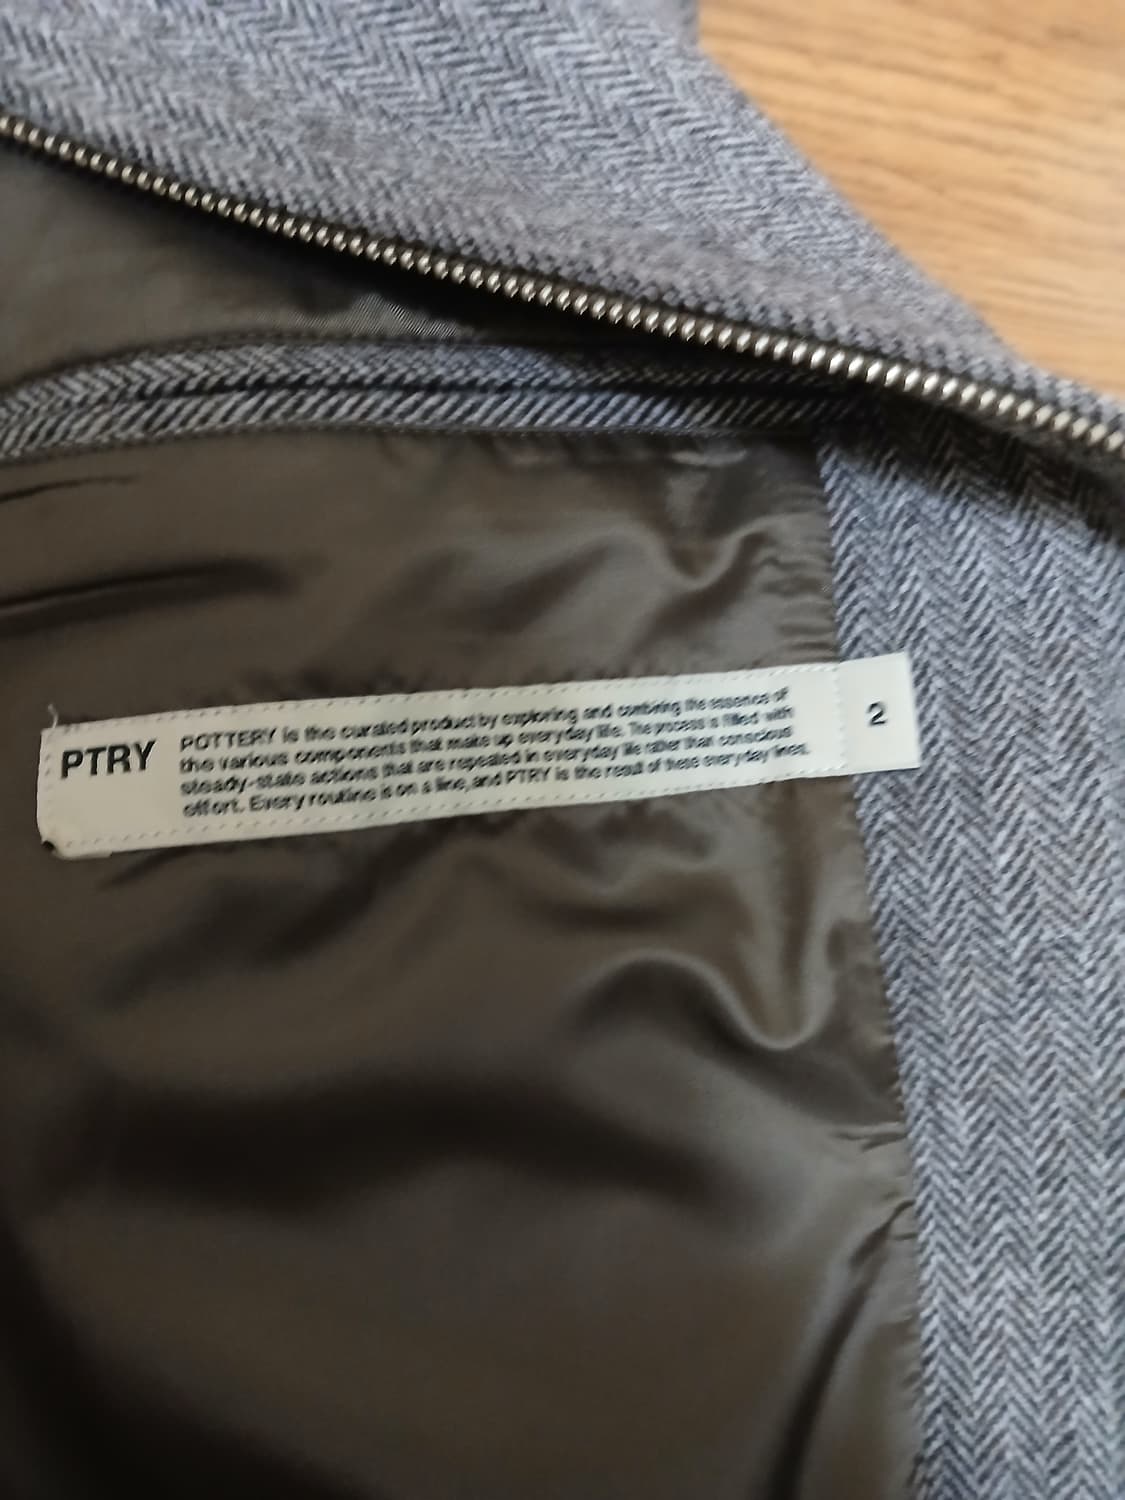 PTRY
POTTERY is the curated product by exploring and combining the essence of
the various components that make up everyday life. The process is filled with
steady-state actions that are repeated in everyday life rather than conscious
effort. Every routine is on a line, and PTRY is the result of these everyday lines.
2